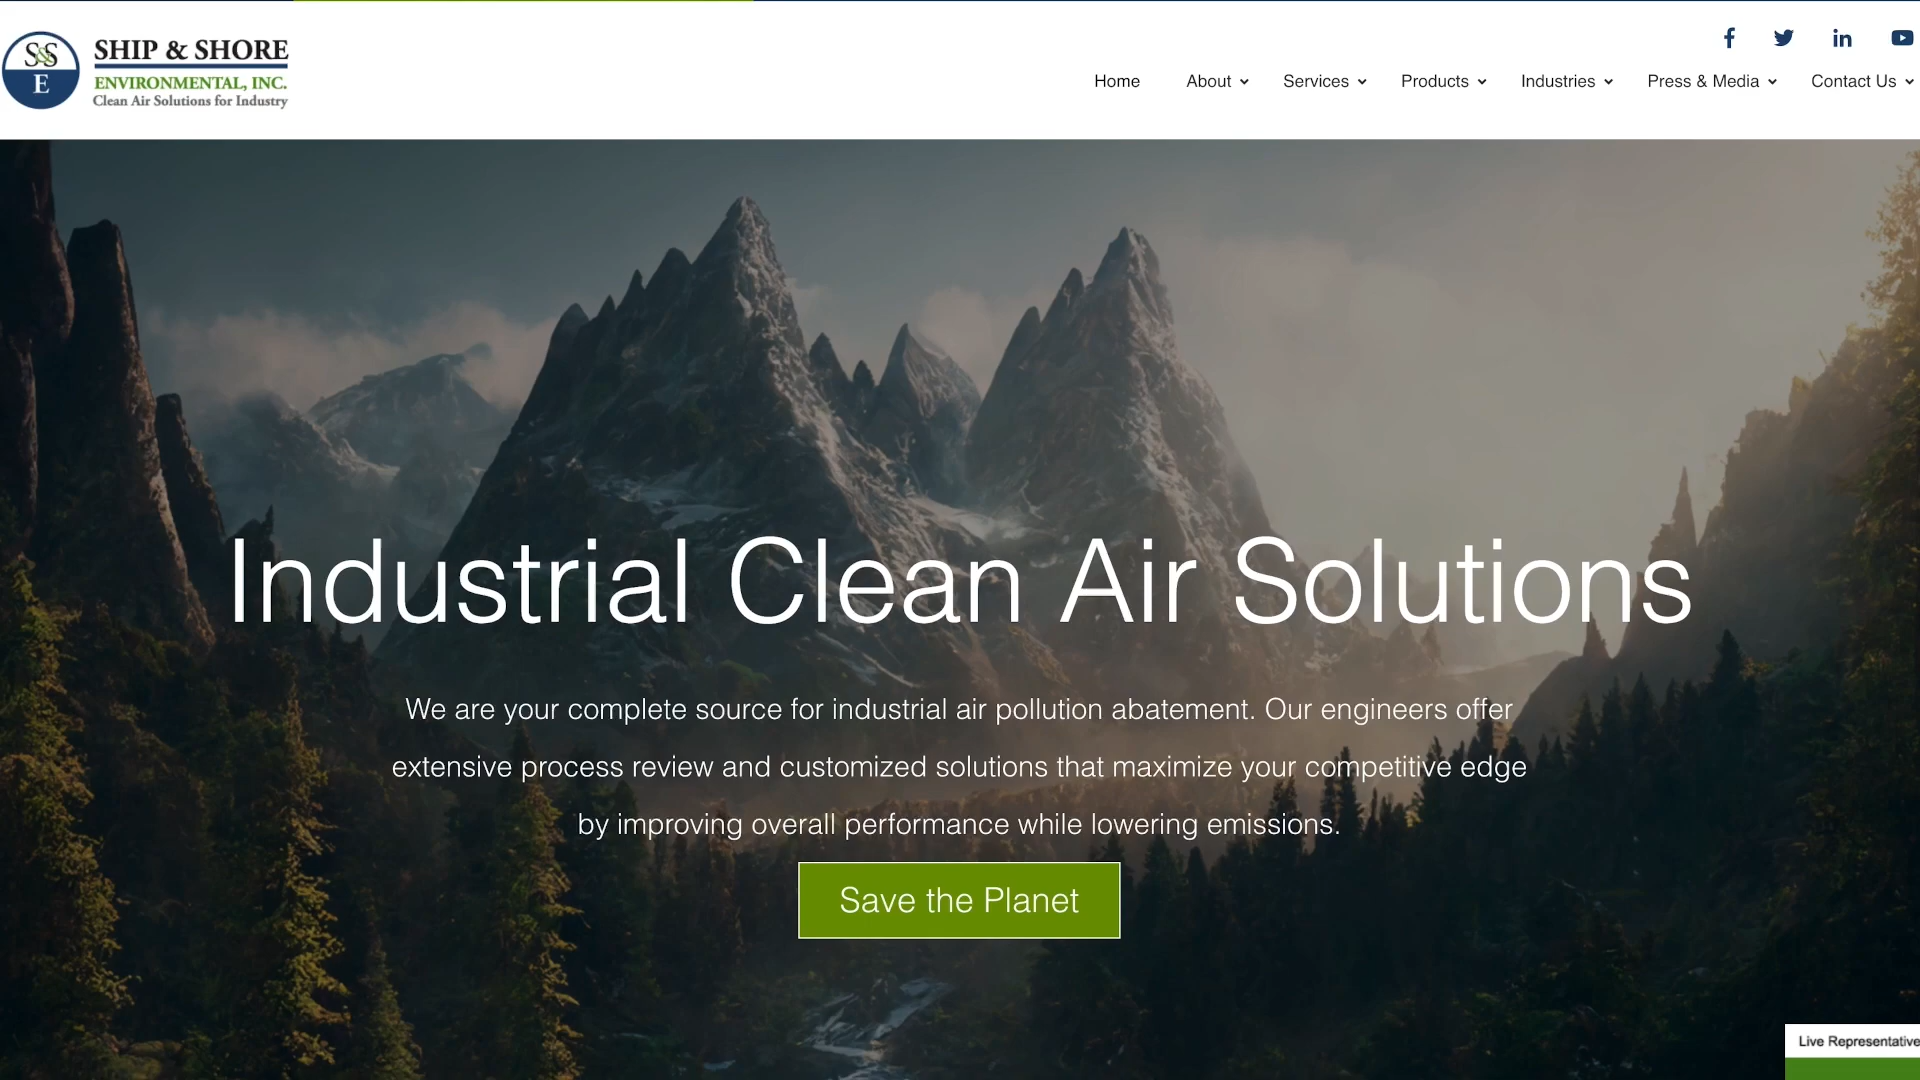 S&S
E
SHIP & SHORE
ENVIRONMENTAL, INC.
Clean Air Solutions for Industry
Home About Services Products Industries Press & Media Contact Us
Industrial Clean Air Solutions
We are your complete source for industrial air pollution abatement. Our engineers offer
extensive process review and customized solutions that maximize your competitive edge
by improving overall performance while lowering emissions.
Save the Planet
Live Representative